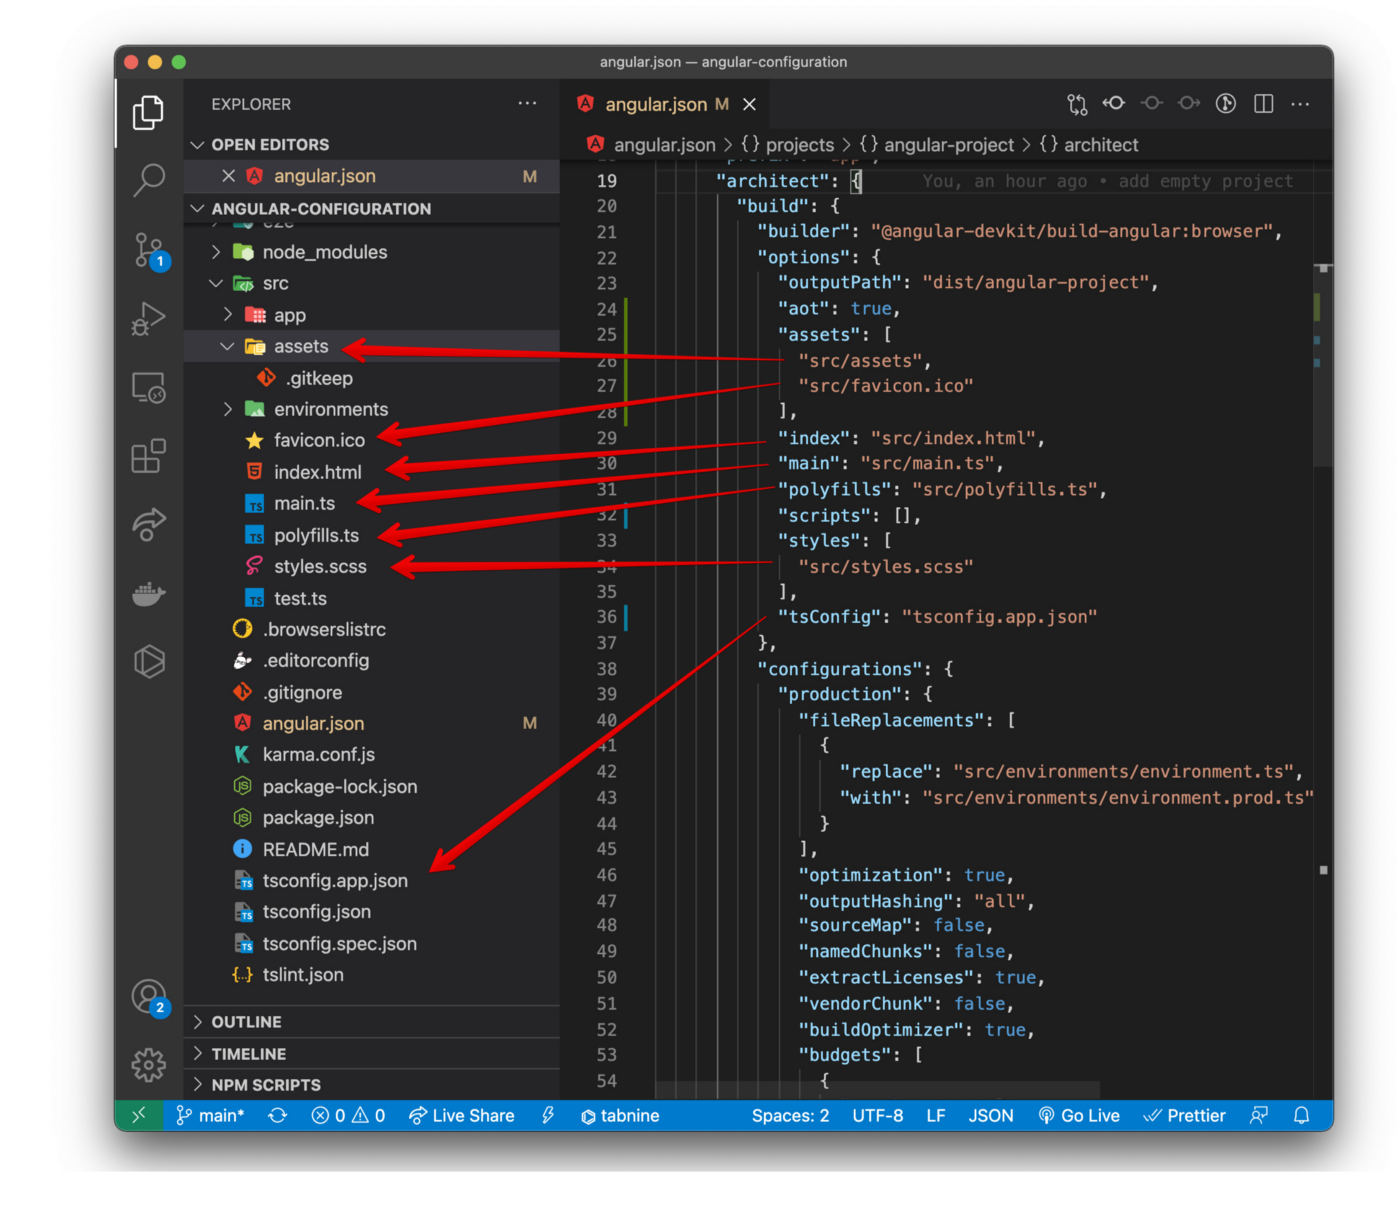 angular.json — angular-configuration
EXPLORER
OPEN EDITORS
angular.json M
ANGULAR-CONFIGURATION
e2e
node_modules
src
app
assets
.gitkeep
environments
favicon.ico
index.html
main.ts
polyfills.ts
styles.scss
test.ts
.browserslistrc
.editorconfig
.gitignore
angular.json M
karma.conf.js
package-lock.json
package.json
README.md
tsconfig.app.json
tsconfig.json
tsconfig.spec.json
{..} tslint.json
OUTLINE
TIMELINE
NPM SCRIPTS
1
2
angular.json M
angular.json > {} projects > {} angular-project > {} architect
19 "architect": { You, an hour ago • add empty project
20 "build": {
21 "builder": "@angular-devkit/build-angular:browser",
22 "options": {
23 "outputPath": "dist/angular-project",
24 "aot": true,
25 "assets": [
26 "src/assets",
27 "src/favicon.ico"
28 ],
29 "index": "src/index.html",
30 "main": "src/main.ts",
31 "polyfills": "src/polyfills.ts",
32 "scripts": [],
33 "styles": [
34 "src/styles.scss"
35 ],
36 "tsConfig": "tsconfig.app.json"
37 },
38 "configurations": {
39 "production": {
40 "fileReplacements": [
41 {
42 "replace": "src/environments/environment.ts",
43 "with": "src/environments/environment.prod.ts"
44 }
45 ],
46 "optimization": true,
47 "outputHashing": "all",
48 "sourceMap": false,
49 "namedChunks": false,
50 "extractLicenses": true,
51 "vendorChunk": false,
52 "buildOptimizer": true,
53 "budgets": [
54 {
main* 0 0 Live Share tabnine Spaces: 2 UTF-8 LF JSON Go Live Prettier